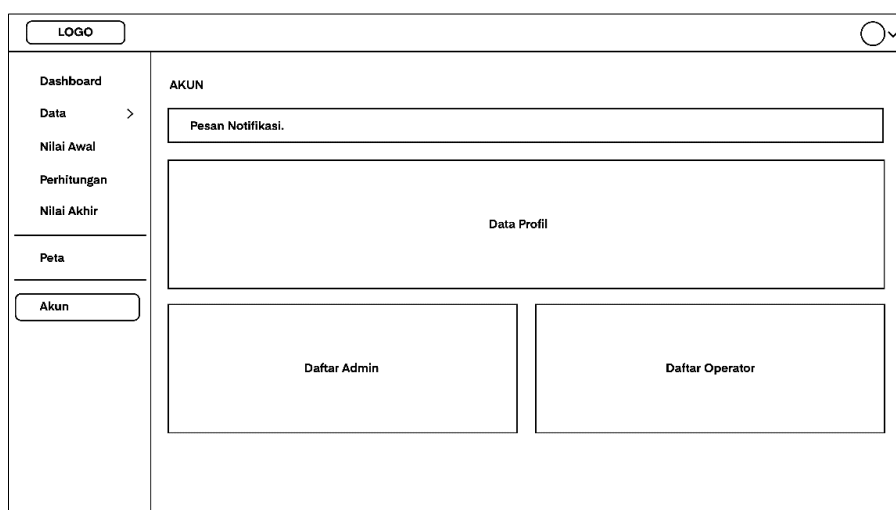 LOGO
Dashboard
Data
Nilai Awal
Perhitungan
Nilai Akhir
Peta
Akun
AKUN
Pesan Notifikasi.
Data Profil
Daftar Admin
Daftar Operator